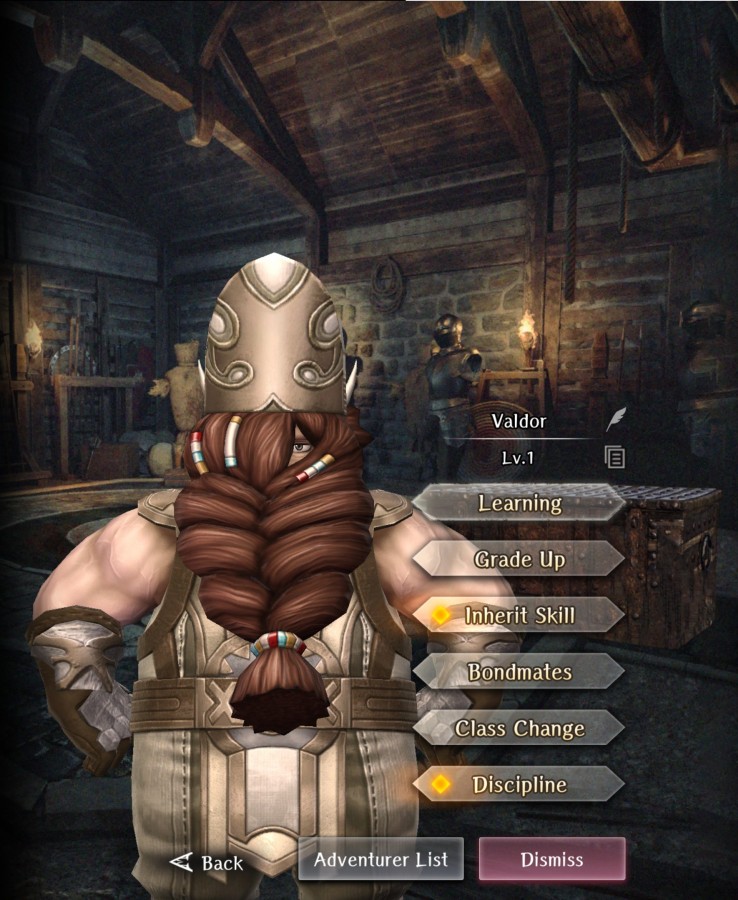 Valdor
Lv.1
Learning
Grade Up
Inherit Skill
Bondmates
Class Change
Discipline
Back
Adventurer List
Dismiss